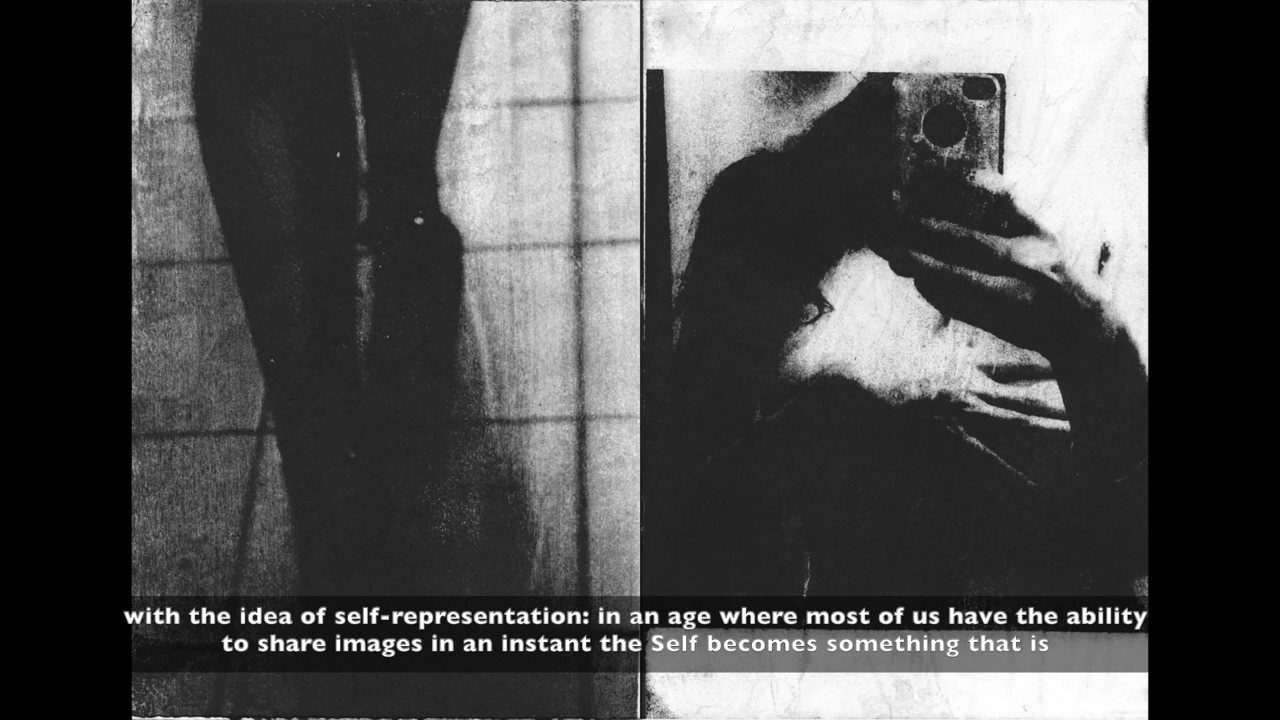 with the idea of self-representation: in an age where most of us have the ability
to share images in an instant the Self becomes something that is